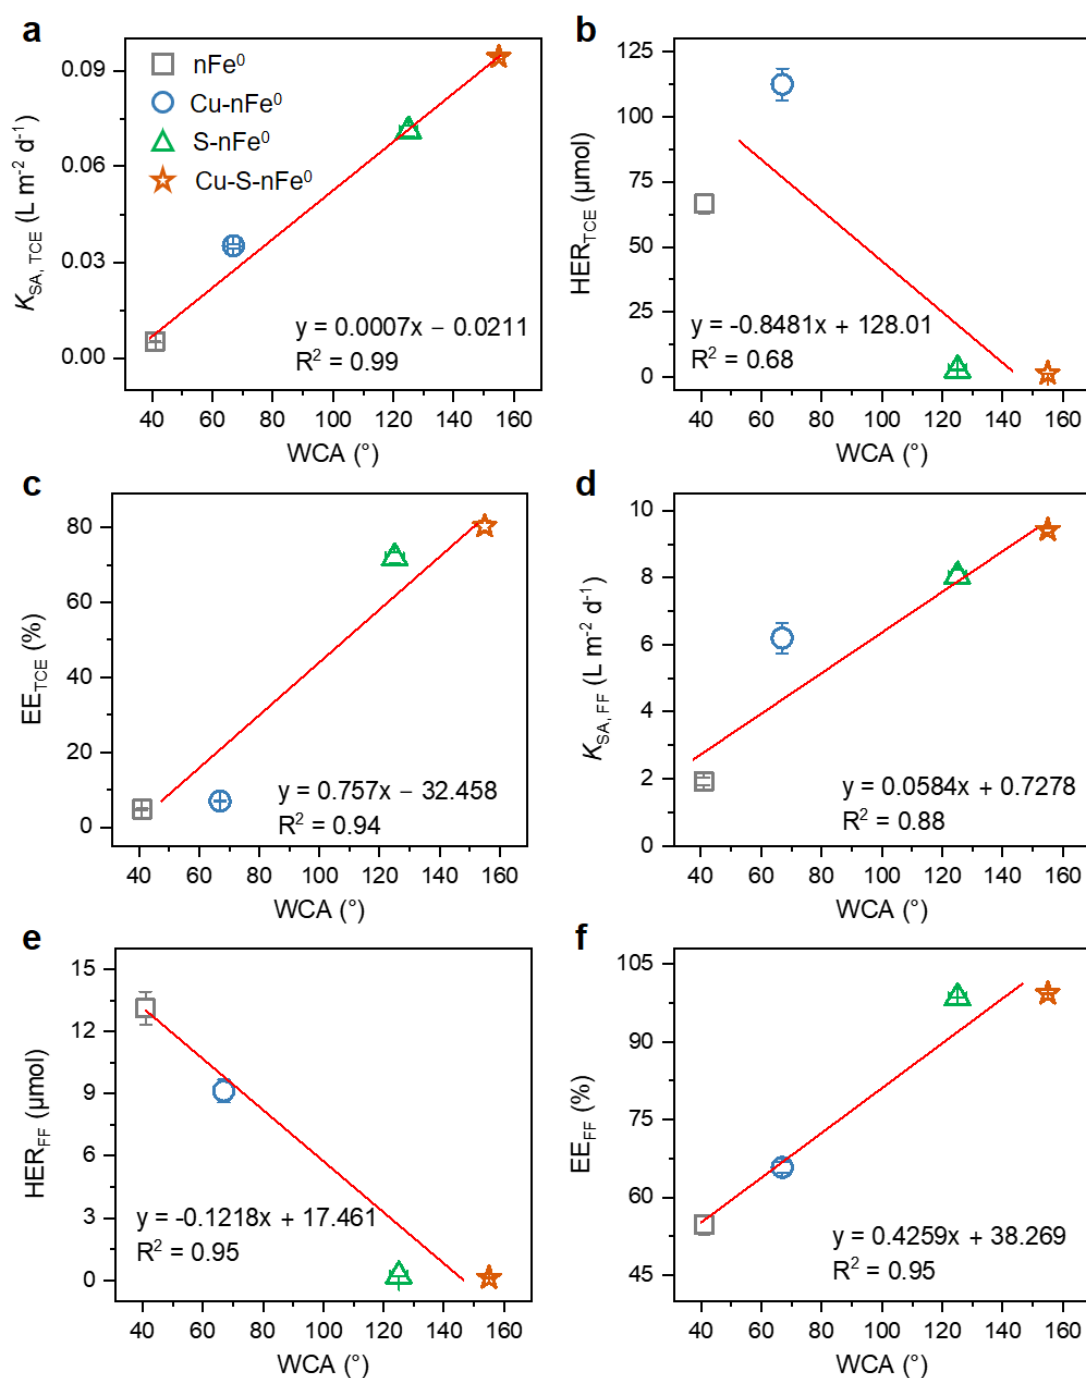 a
0.09
0.06
0.03
0.00
K_SA, TCE (L m⁻² d⁻¹)
nFe⁰
Cu-nFe⁰
S-nFe⁰
Cu-S-nFe⁰
y = 0.0007x − 0.0211
R² = 0.99
40 60 80 100 120 140 160
WCA (°)
b
125
100
75
50
25
0
HER_TCE (μmol)
y = -0.8481x + 128.01
R² = 0.68
40 60 80 100 120 140 160
WCA (°)
c
80
60
40
20
0
EE_TCE (%)
y = 0.757x − 32.458
R² = 0.94
40 60 80 100 120 140 160
WCA (°)
d
10
8
6
4
2
0
K_SA, FF (L m⁻² d⁻¹)
y = 0.0584x + 0.7278
R² = 0.88
40 60 80 100 120 140 160
WCA (°)
e
15
12
9
6
3
0
HER_FF (μmol)
y = -0.1218x + 17.461
R² = 0.95
40 60 80 100 120 140 160
WCA (°)
f
105
90
75
60
45
EE_FF (%)
y = 0.4259x + 38.269
R² = 0.95
40 60 80 100 120 140 160
WCA (°)